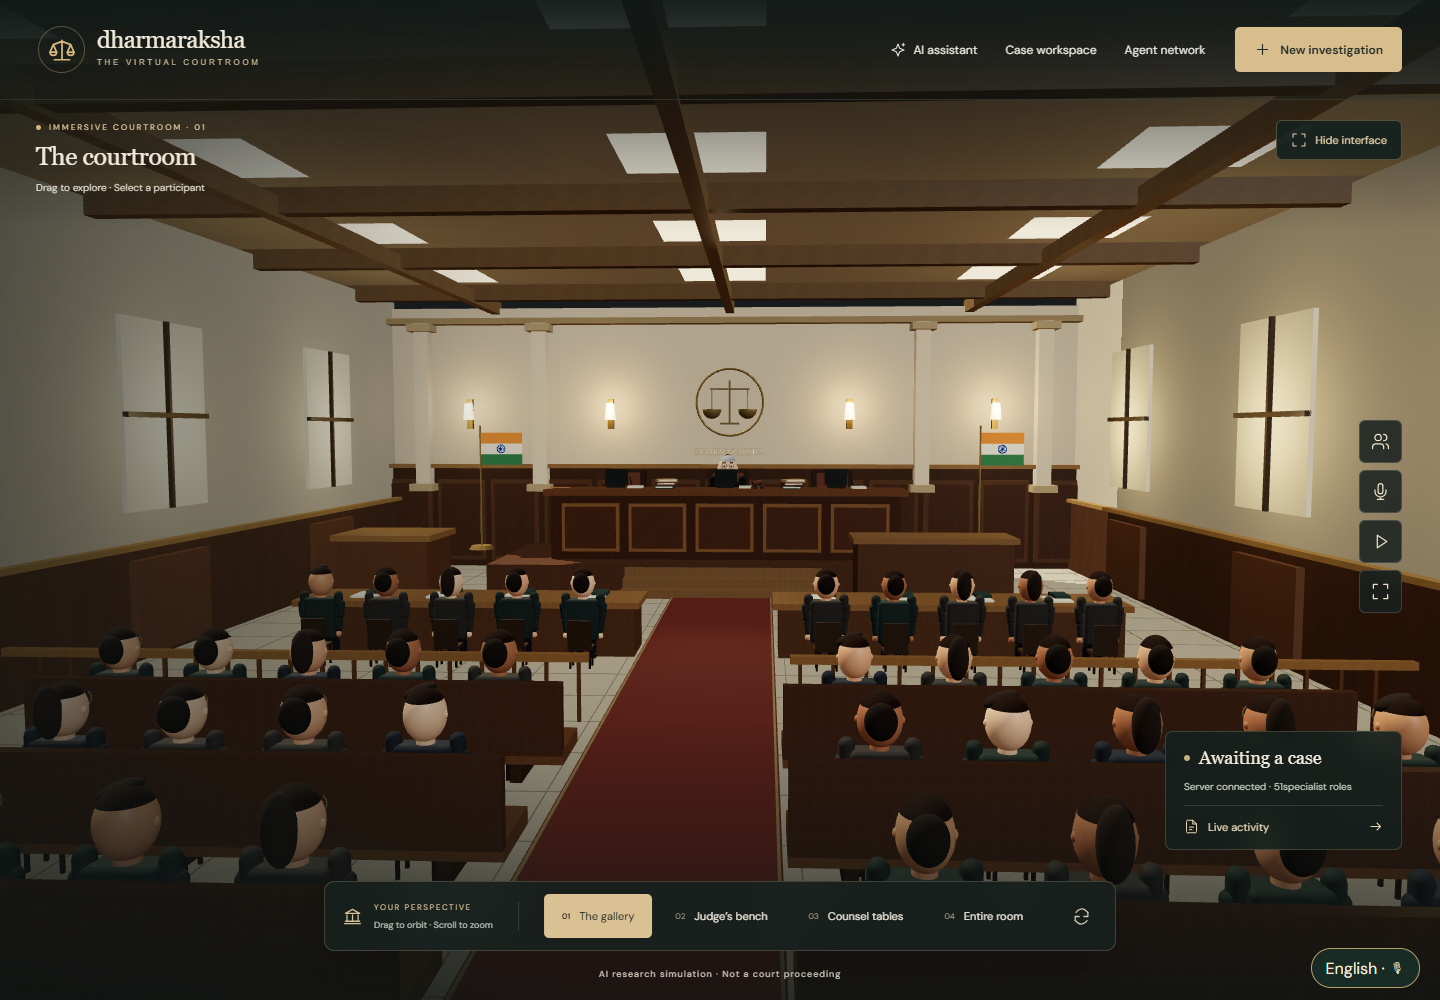 dharmaraksha
THE VIRTUAL COURTROOM
AI assistant
Case workspace
Agent network
New investigation
IMMERSIVE COURTROOM · 01
The courtroom
Drag to explore · Select a participant
Hide interface
DHARMARAKSHA
Awaiting a case
Server connected · 51specialist roles
Live activity
YOUR PERSPECTIVE
Drag to orbit · Scroll to zoom
01 The gallery
02 Judge's bench
03 Counsel tables
04 Entire room
AI research simulation · Not a court proceeding
English ·